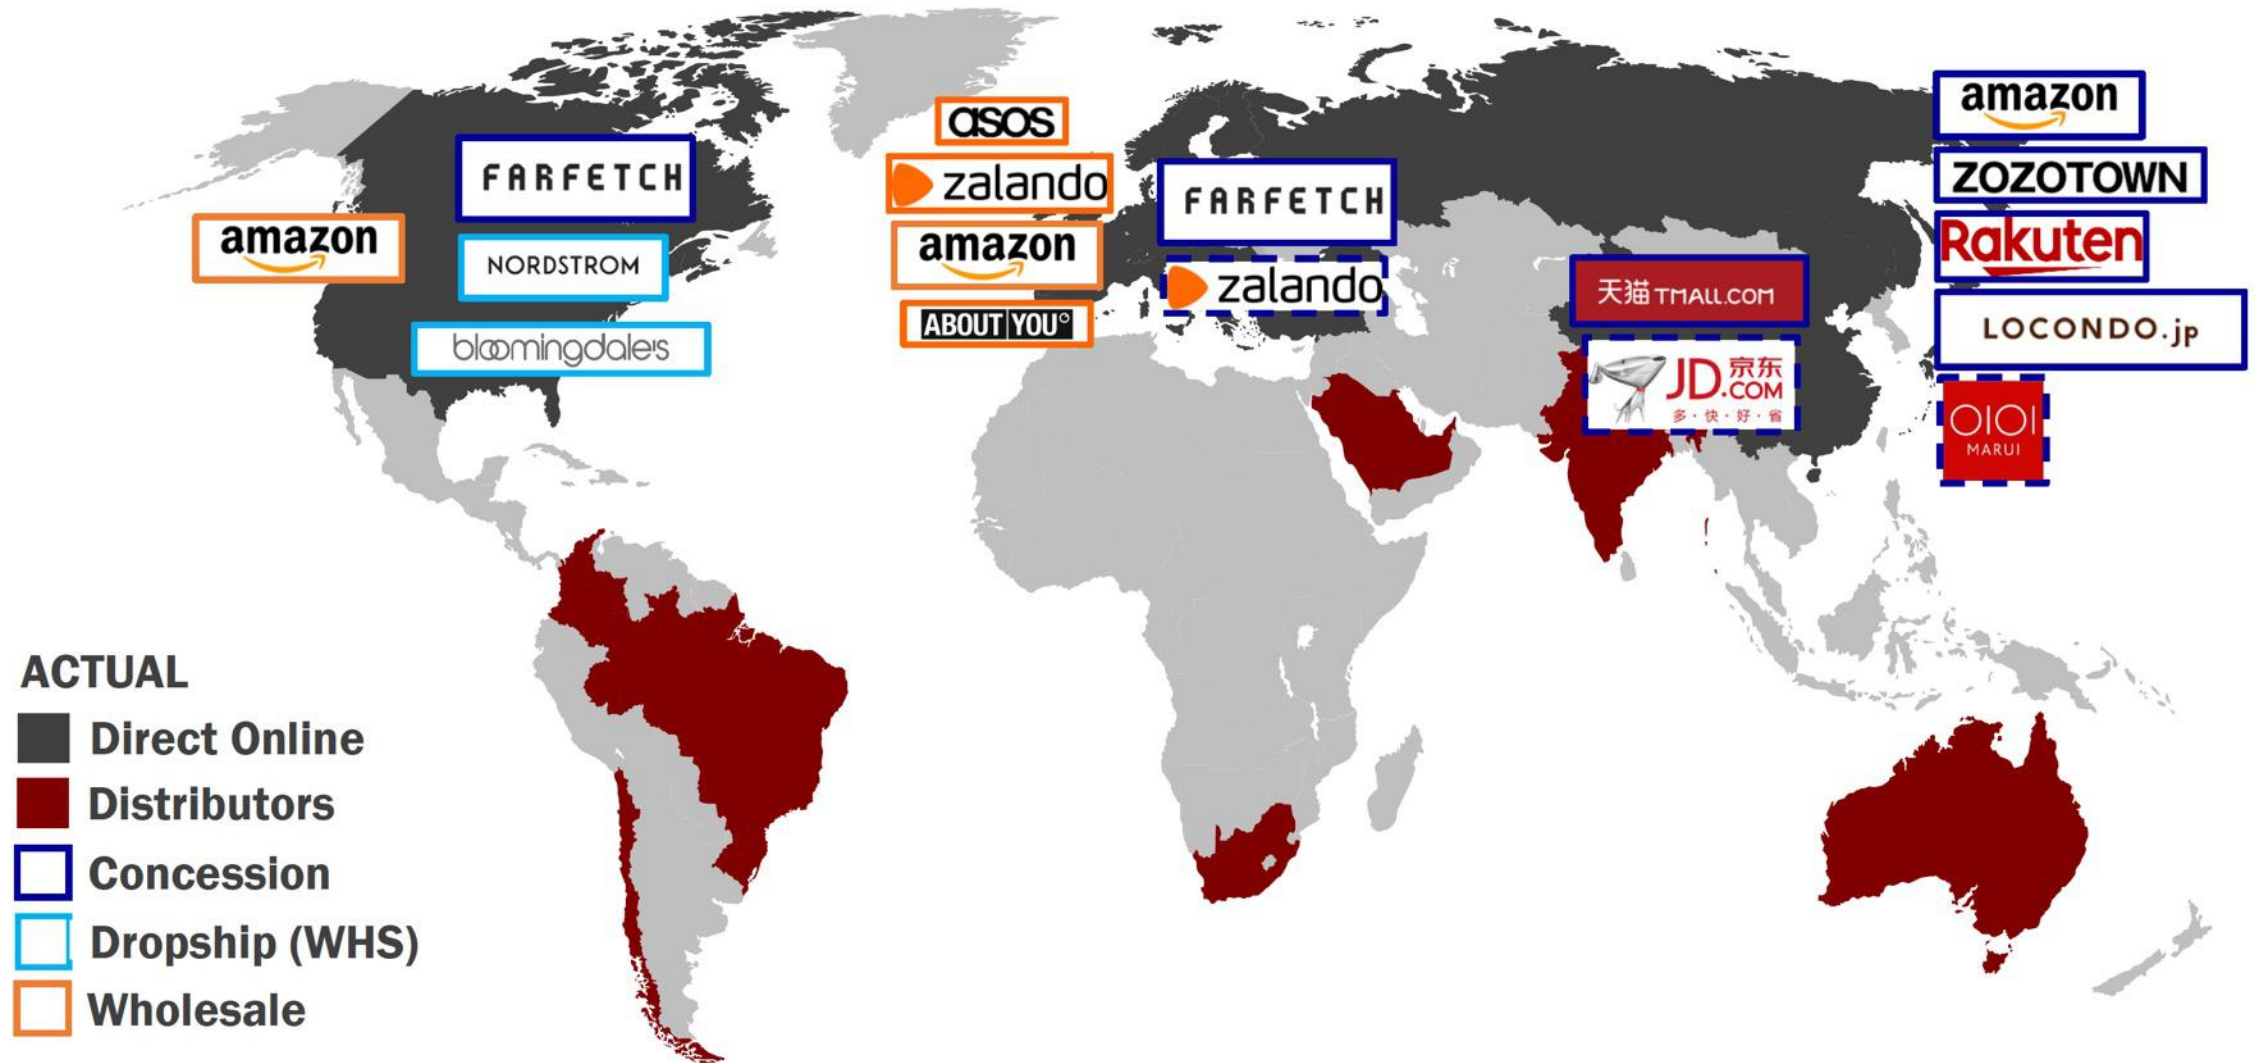 amazon
FARFETCH
NORDSTROM
bloomingdale's
asos
zalando
amazon
ABOUT YOU°
FARFETCH
zalando
天猫 TMALL.COM
JD.京东
.COM
多·快·好·省
amazon
ZOZOTOWN
Rakuten
LOCONDO.jp
OIOI
MARUI
ACTUAL
Direct Online
Distributors
Concession
Dropship (WHS)
Wholesale